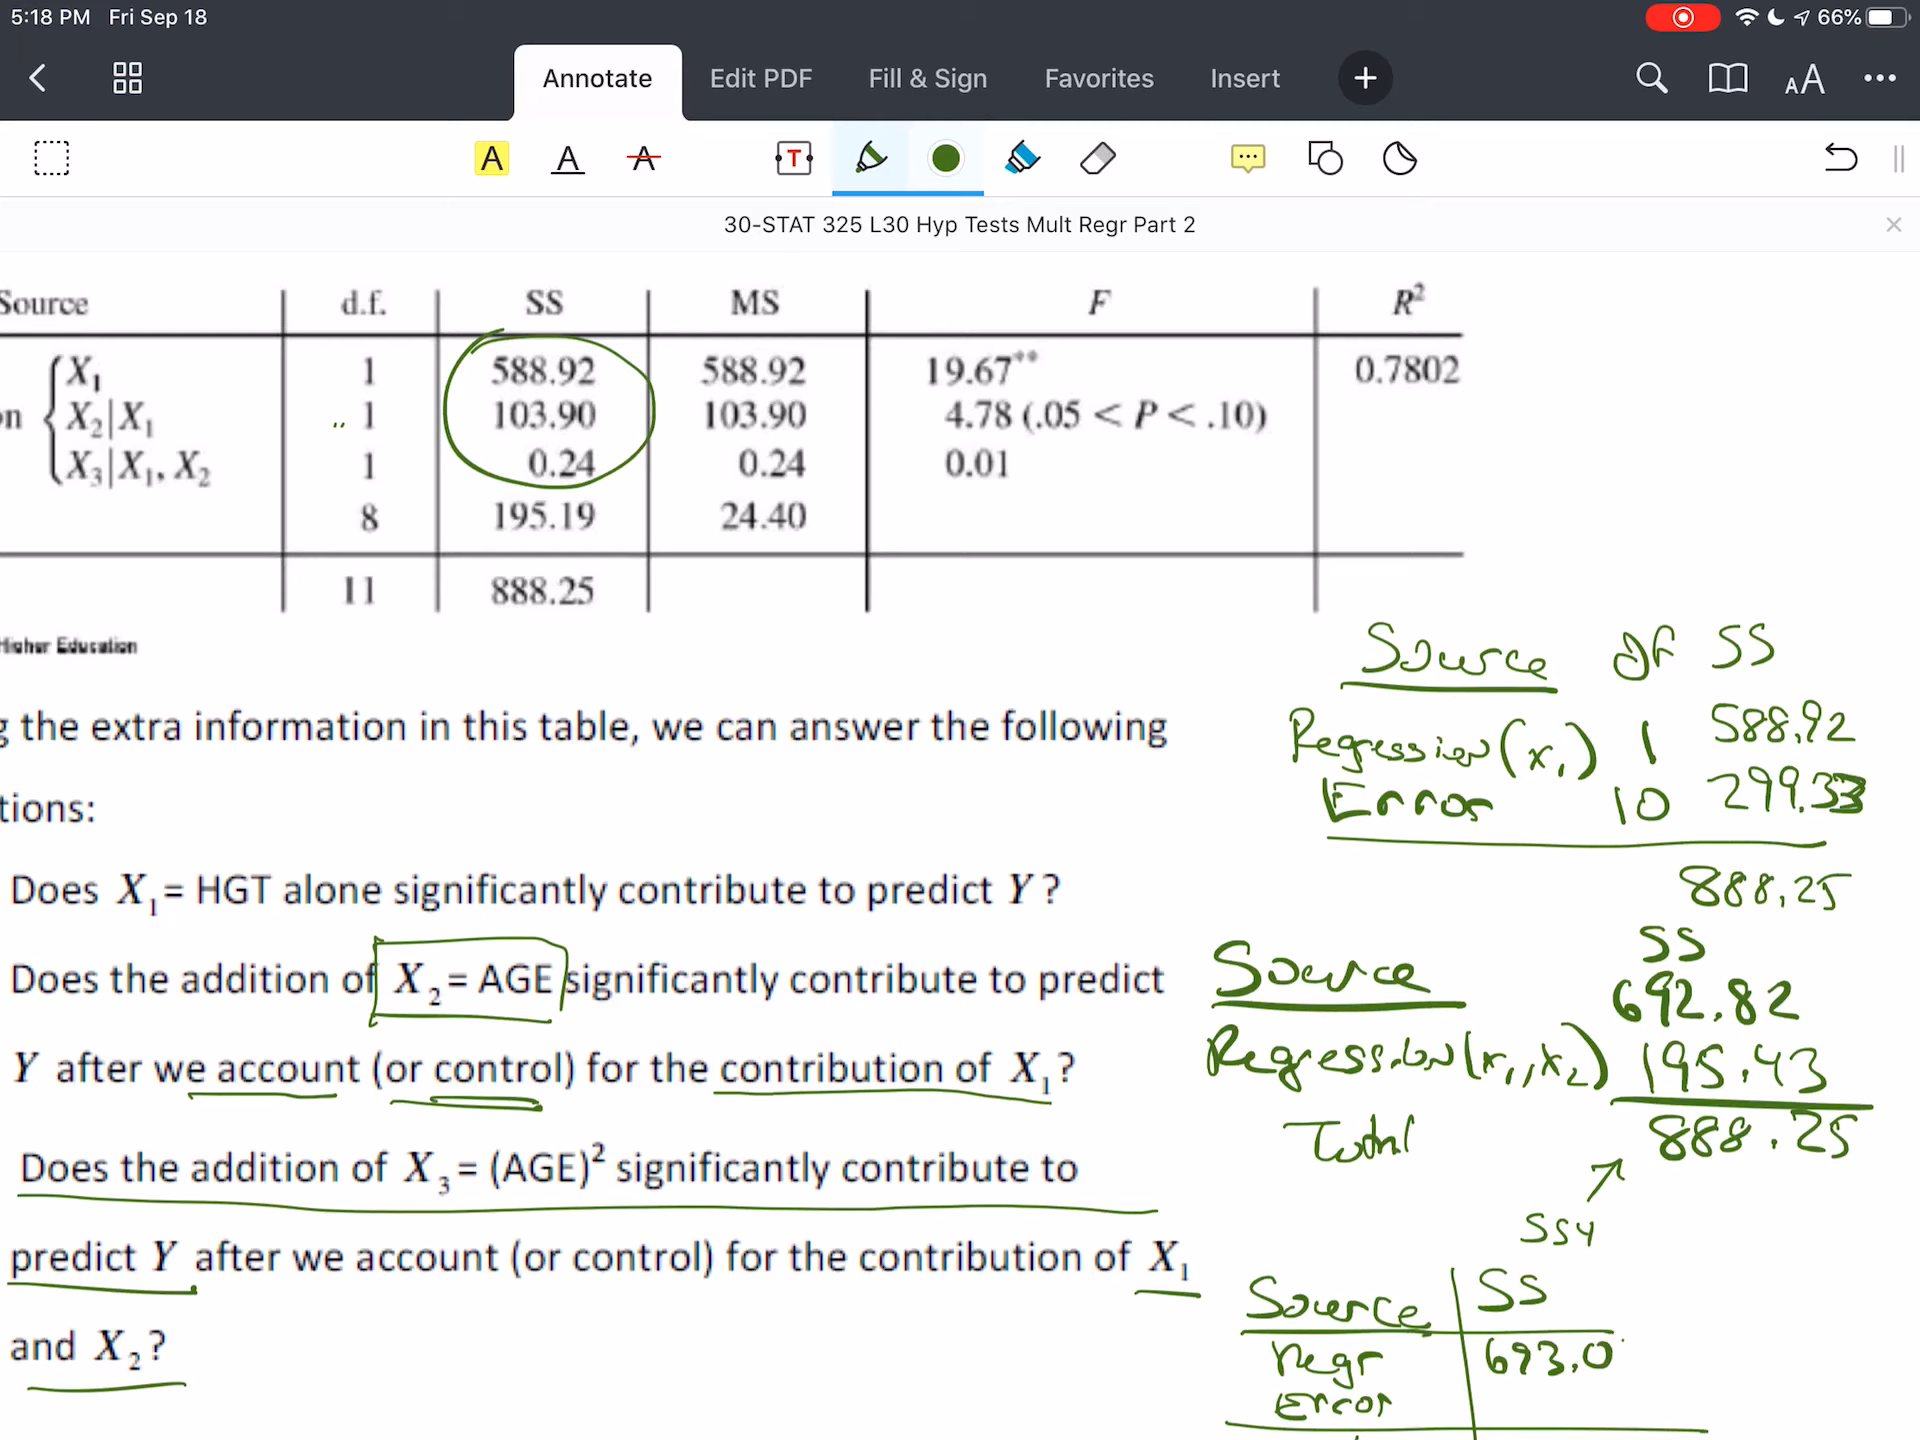 5:18 PM Fri Sep 18
66%
Annotate Edit PDF Fill & Sign Favorites Insert
AA
A A A T
30-STAT 325 L30 Hyp Tests Mult Regr Part 2
Source d.f. SS MS F R²
X₁ 1 588.92 588.92 19.67** 0.7802
on X₂|X₁ 1 103.90 103.90 4.78 (.05 < P < .10)
X₃|X₁, X₂ 1 0.24 0.24 0.01
8 195.19 24.40
11 888.25
Higher Education
g the extra information in this table, we can answer the following
tions:
Does X₁ = HGT alone significantly contribute to predict Y?
Does the addition of X₂ = AGE significantly contribute to predict
Y after we account (or control) for the contribution of X₁?
Does the addition of X₃ = (AGE)² significantly contribute to
predict Y after we account (or control) for the contribution of X₁
and X₂?
Source df SS
Regression (x₁) 1 588.92
Error 10 299.33
888.25
SS
Source 692.82
Regression (x₁, x₂) 195.43
Total 888.25
SSY
Source SS
Regr 693.0
Error